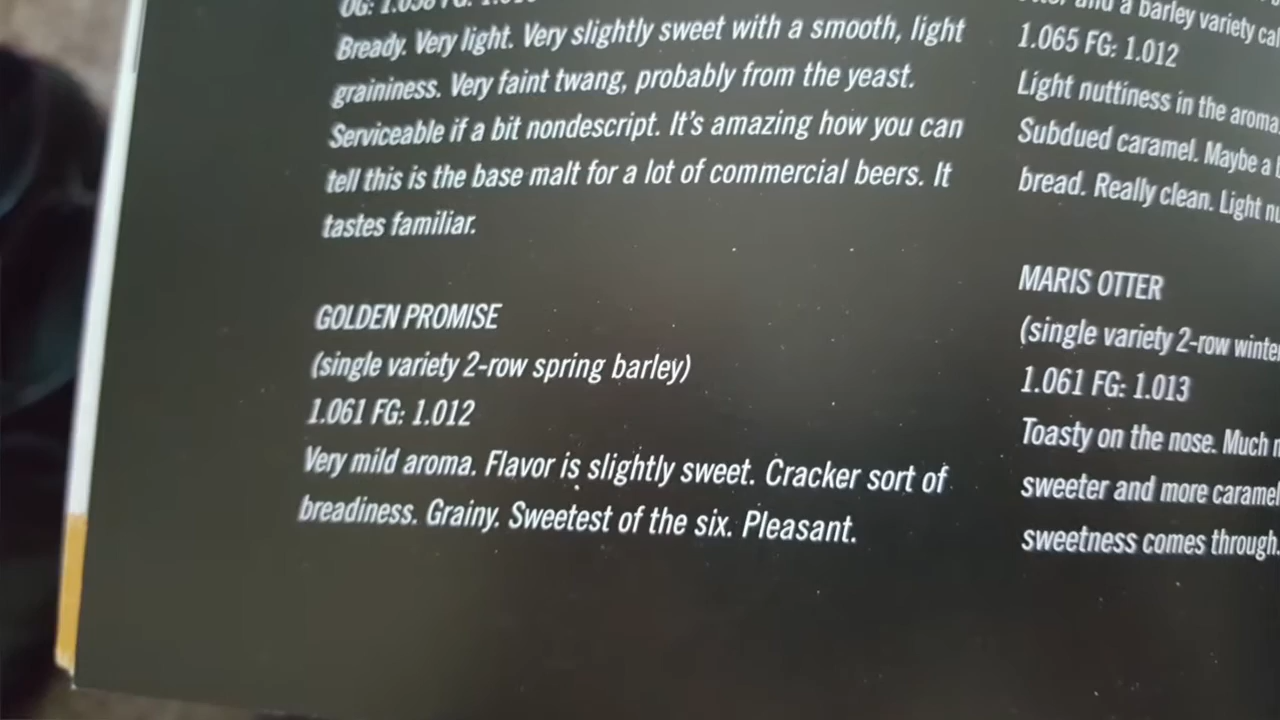 Bready. Very light. Very slightly sweet with a smooth, light
graininess. Very faint twang, probably from the yeast.
Serviceable if a bit nondescript. It's amazing how you can
tell this is the base malt for a lot of commercial beers. It
tastes familiar.
GOLDEN PROMISE
(single variety 2-row spring barley)
1.061 FG: 1.012
Very mild aroma. Flavor is slightly sweet. Cracker sort of
breadiness. Grainy. Sweetest of the six. Pleasant.
and a barley variety
1.065 FG: 1.012
Light nuttiness in the aroma
Subdued caramel. Maybe a
bread. Really clean. Light
MARIS OTTER
(single variety 2-row winter
1.061 FG: 1.013
Toasty on the nose. Much
sweeter and more caramel
sweetness comes through.